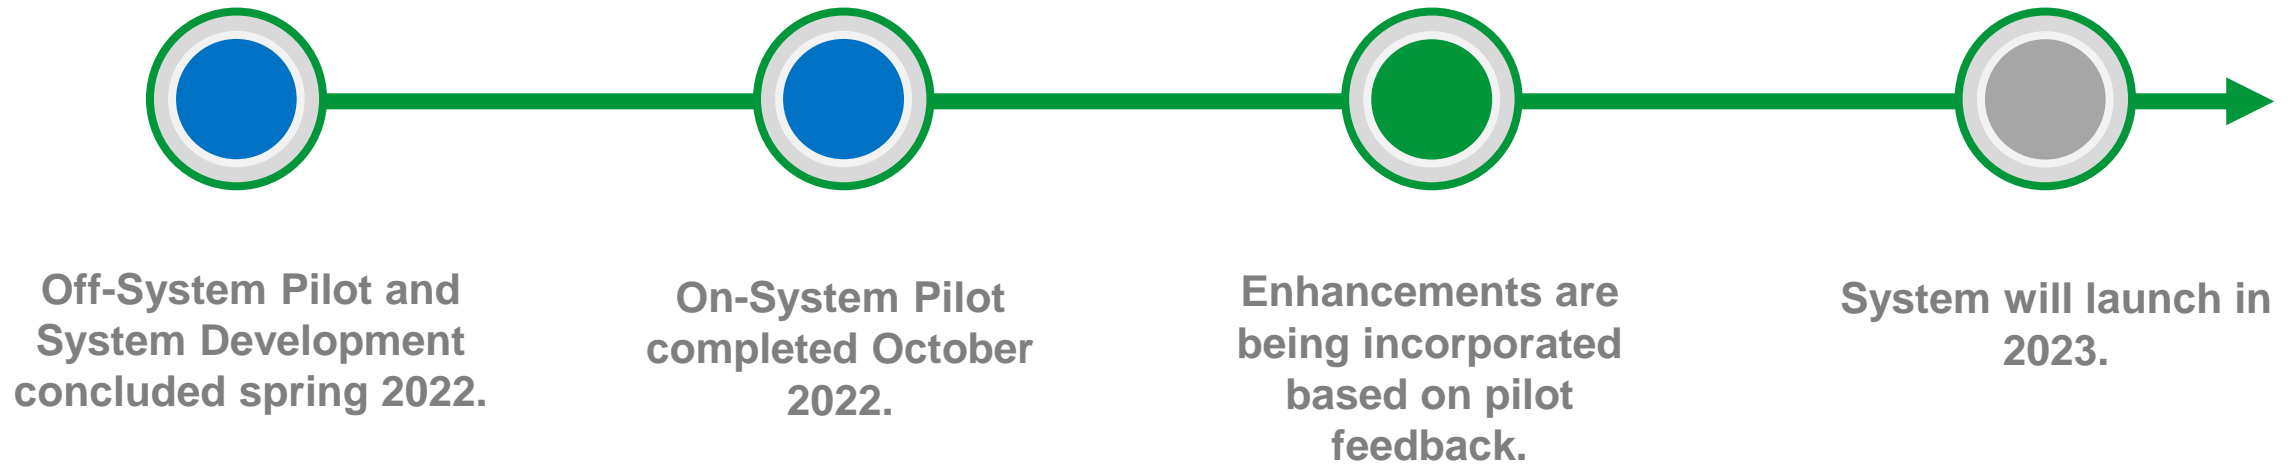 Off-System Pilot and
System Development
concluded spring 2022.
On-System Pilot
completed October
2022.
Enhancements are
being incorporated
based on pilot
feedback.
System will launch in
2023.